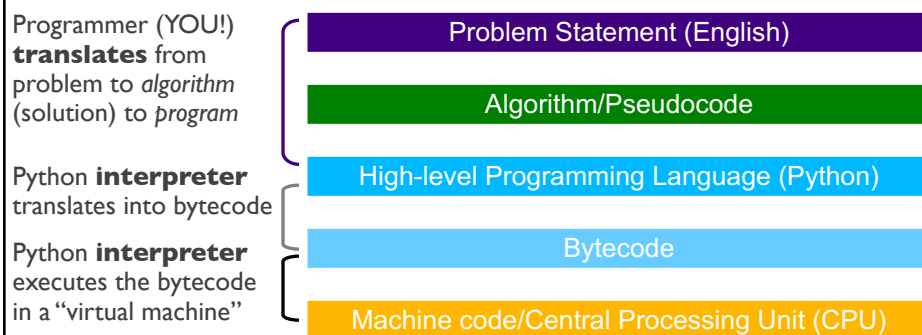 Programmer (YOU!)
translates from
problem to algorithm
(solution) to program
Python interpreter
translates into bytecode
Python interpreter
executes the bytecode
in a “virtual machine”
Problem Statement (English)
Algorithm/Pseudocode
High-level Programming Language (Python)
Bytecode
Machine code/Central Processing Unit (CPU)